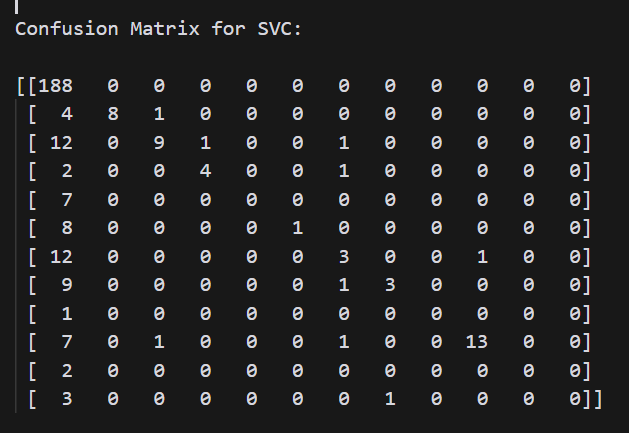 Confusion Matrix for SVC:
[[188 0 0 0 0 0 0 0 0 0 0 0]
[ 4 8 1 0 0 0 0 0 0 0 0 0]
[ 12 0 9 1 0 0 1 0 0 0 0 0]
[ 2 0 0 4 0 0 1 0 0 0 0 0]
[ 7 0 0 0 0 0 0 0 0 0 0 0]
[ 8 0 0 0 0 1 0 0 0 0 0 0]
[ 12 0 0 0 0 0 3 0 0 1 0 0]
[ 9 0 0 0 0 0 1 3 0 0 0 0]
[ 1 0 0 0 0 0 0 0 0 0 0 0]
[ 7 0 1 0 0 0 1 0 0 13 0 0]
[ 2 0 0 0 0 0 0 0 0 0 0 0]
[ 3 0 0 0 0 0 0 1 0 0 0 0]]